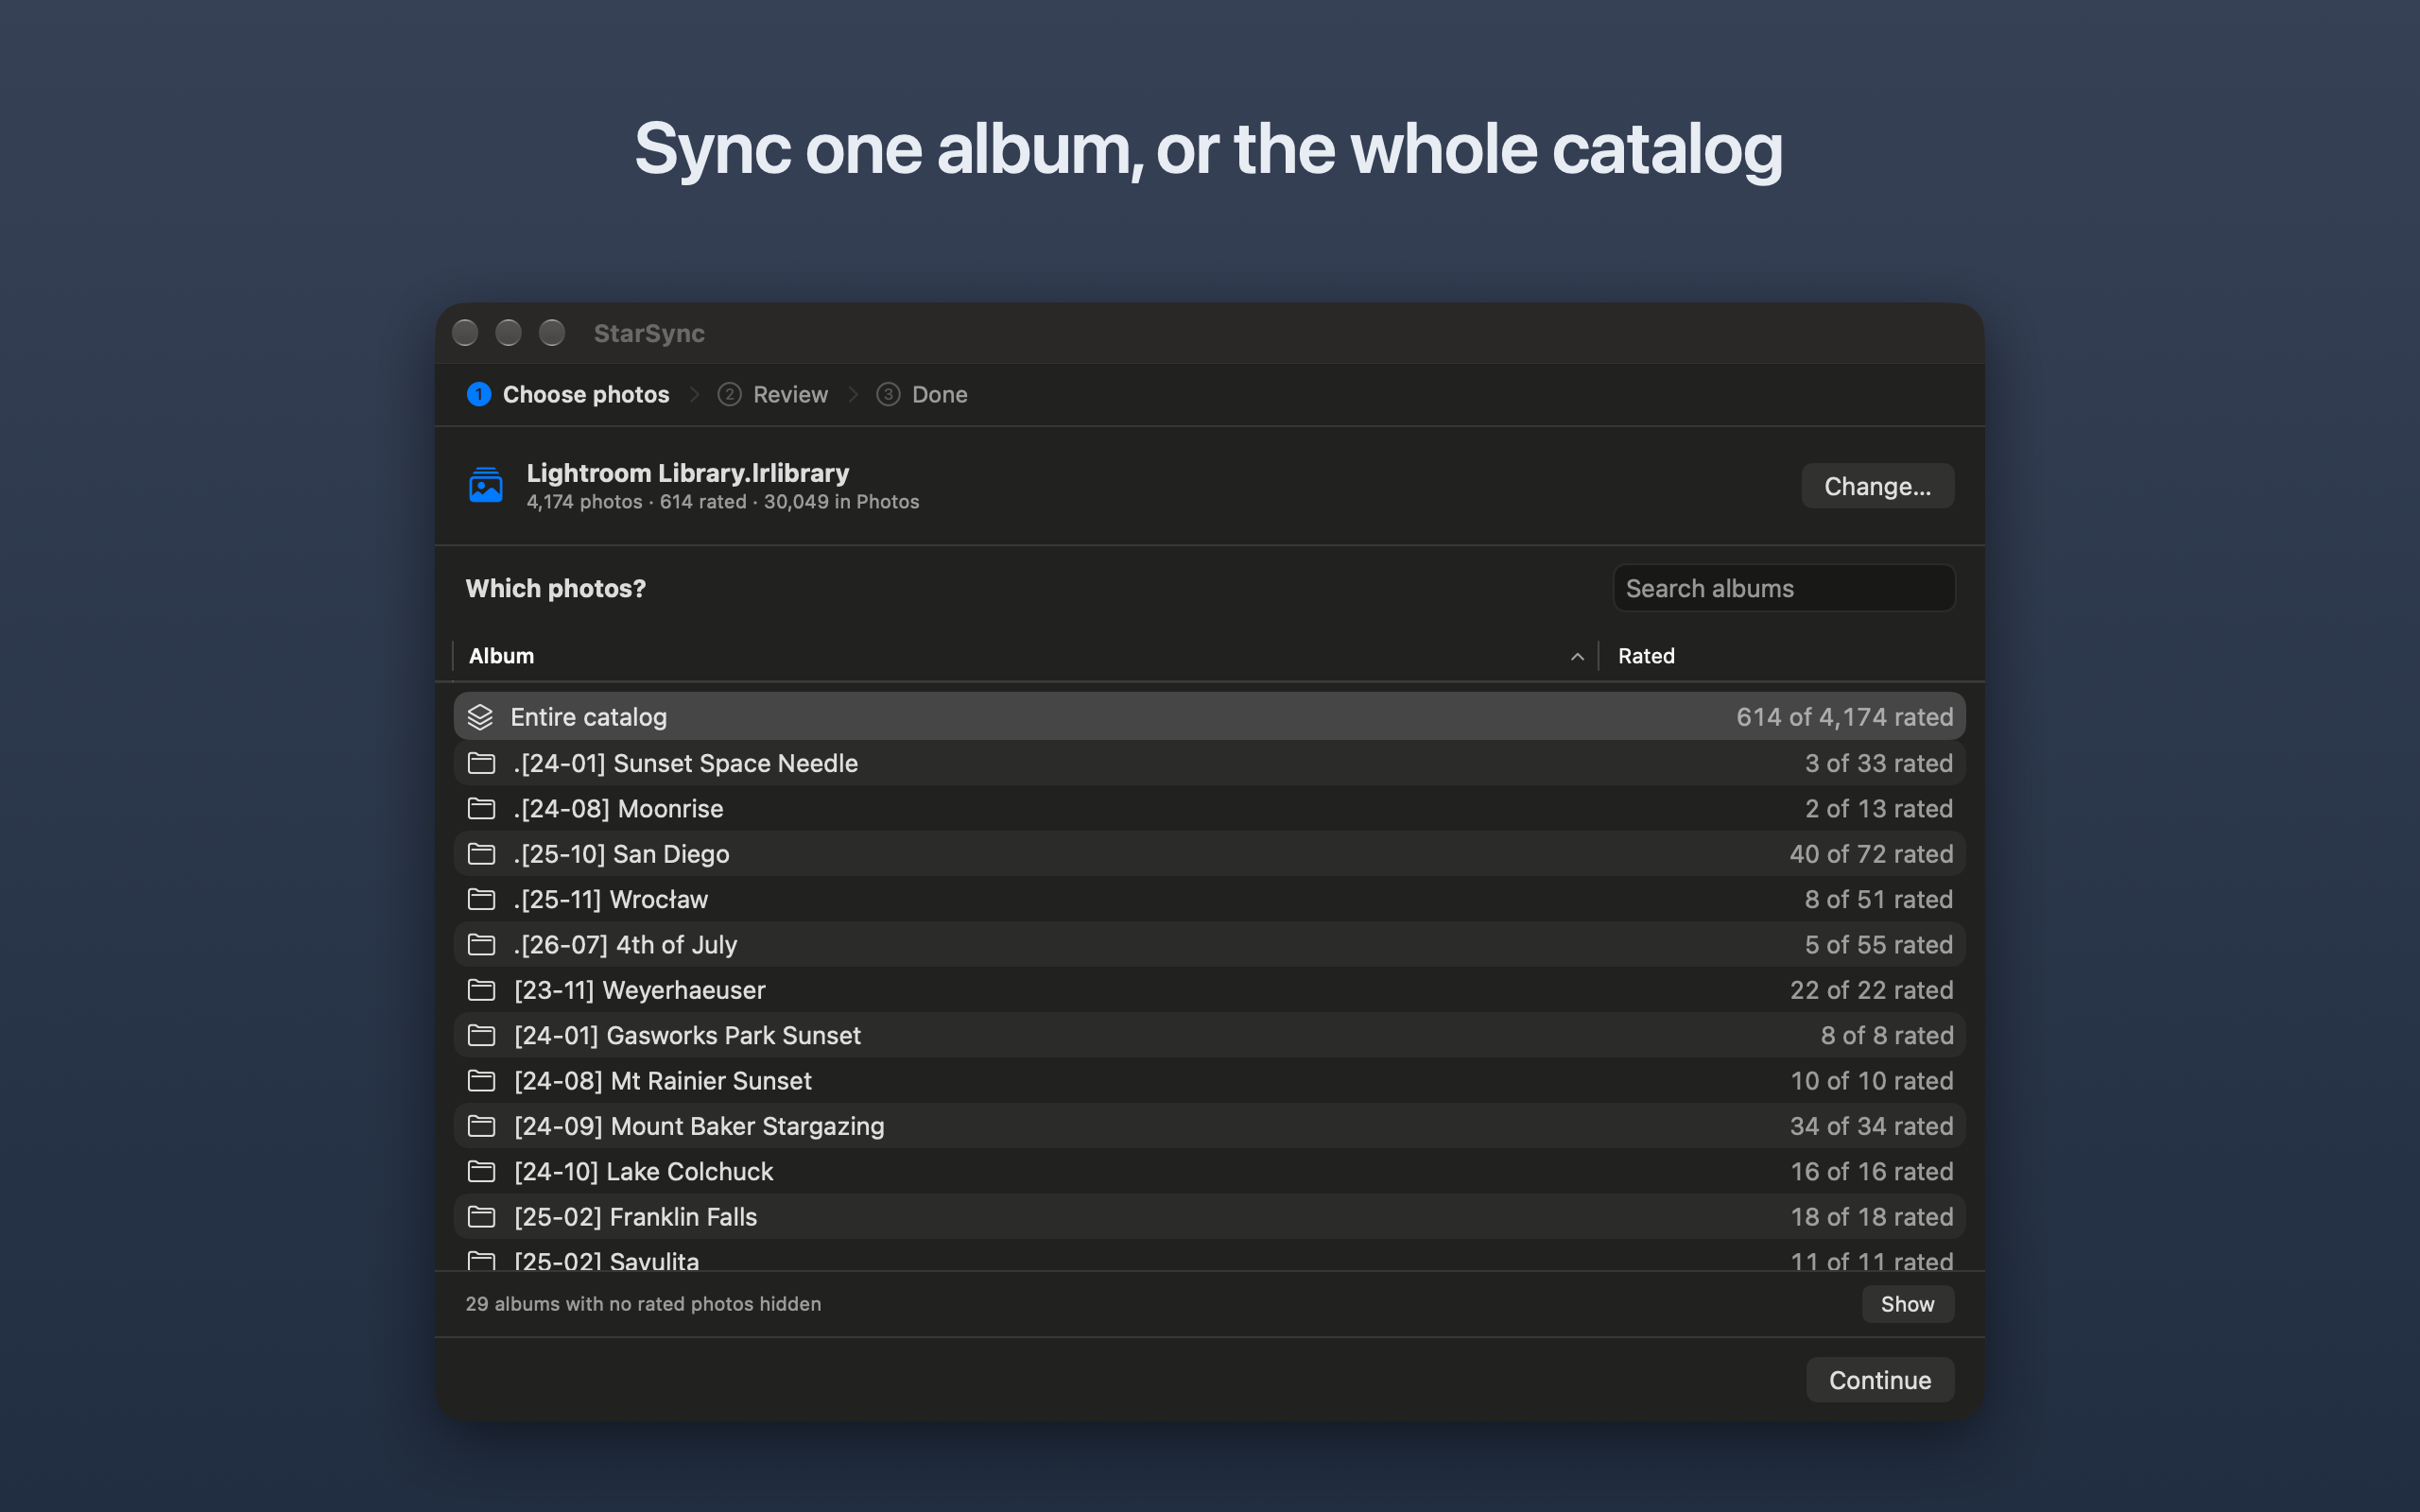 Sync one album, or the whole catalog
StarSync
1 Choose photos 2 Review 3 Done
Lightroom Library.lrlibrary
4,174 photos · 614 rated · 30,049 in Photos
Change...
Which photos?
Search albums
Album
Rated
Entire catalog 614 of 4,174 rated
.[24-01] Sunset Space Needle 3 of 33 rated
.[24-08] Moonrise 2 of 13 rated
.[25-10] San Diego 40 of 72 rated
.[25-11] Wrocław 8 of 51 rated
.[26-07] 4th of July 5 of 55 rated
[23-11] Weyerhaeuser 22 of 22 rated
[24-01] Gasworks Park Sunset 8 of 8 rated
[24-08] Mt Rainier Sunset 10 of 10 rated
[24-09] Mount Baker Stargazing 34 of 34 rated
[24-10] Lake Colchuck 16 of 16 rated
[25-02] Franklin Falls 18 of 18 rated
[25-02] Sayulita 11 of 11 rated
29 albums with no rated photos hidden
Show
Continue